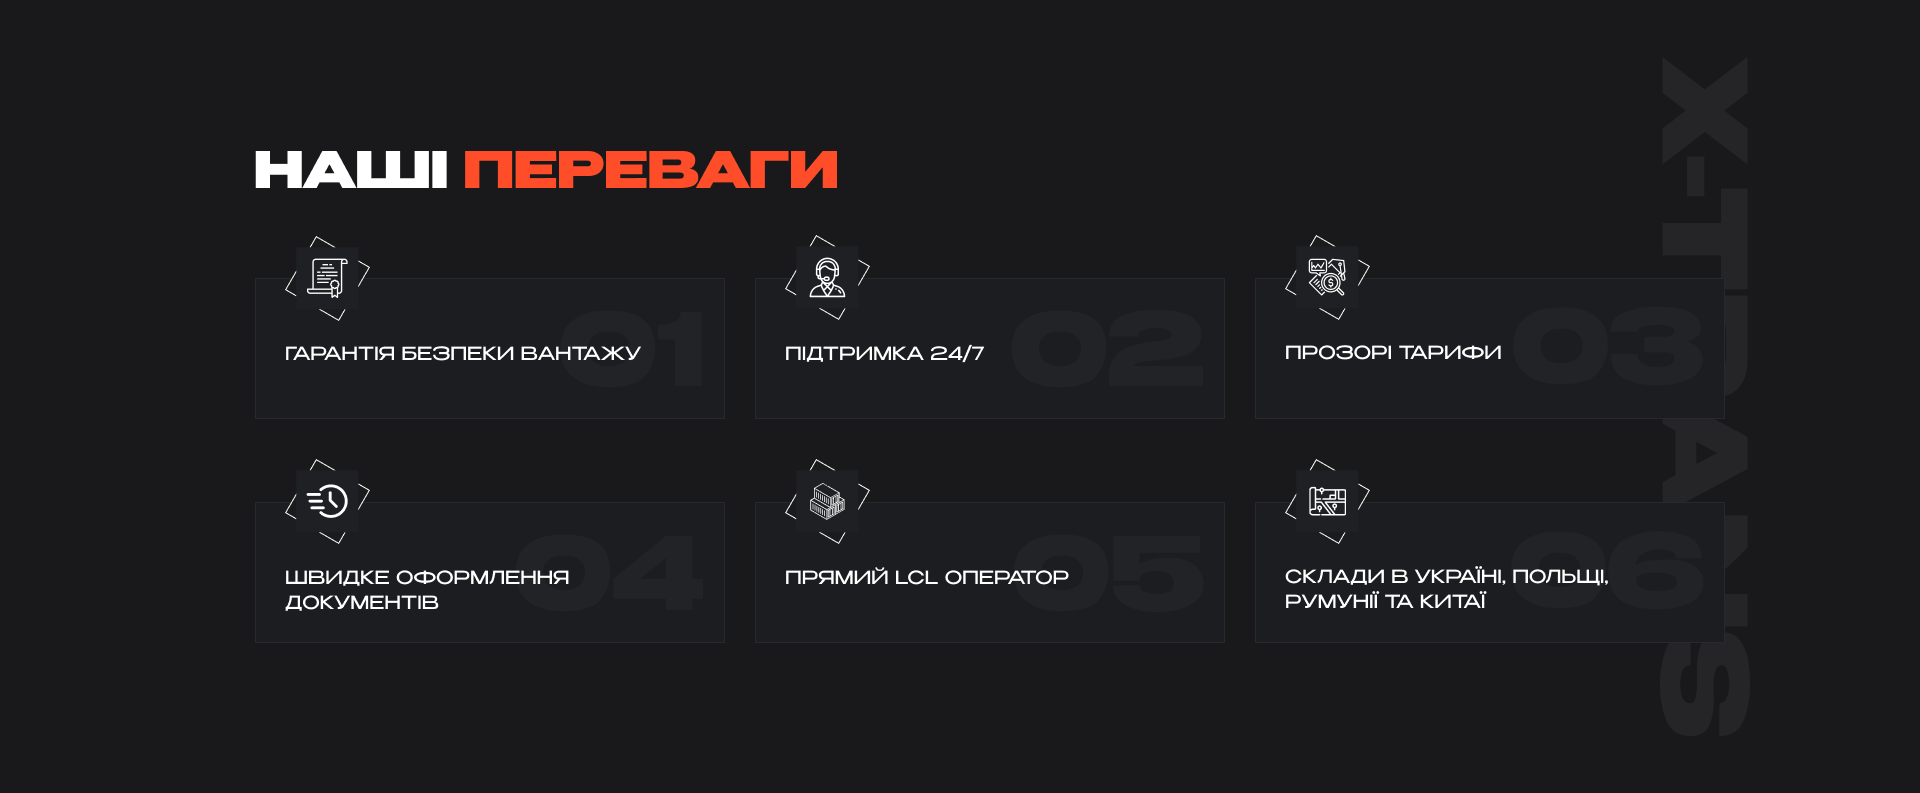 НАШІ ПЕРЕВАГИ
01
ГАРАНТІЯ БЕЗПЕКИ ВАНТАЖУ
02
ПІДТРИМКА 24/7
03
ПРОЗОРІ ТАРИФИ
04
ШВИДКЕ ОФОРМЛЕННЯ
ДОКУМЕНТІВ
05
ПРЯМИЙ LCL ОПЕРАТОР
06
СКЛАДИ В УКРАЇНІ, ПОЛЬЩІ,
РУМУНІЇ ТА КИТАЇ
X-TRANS